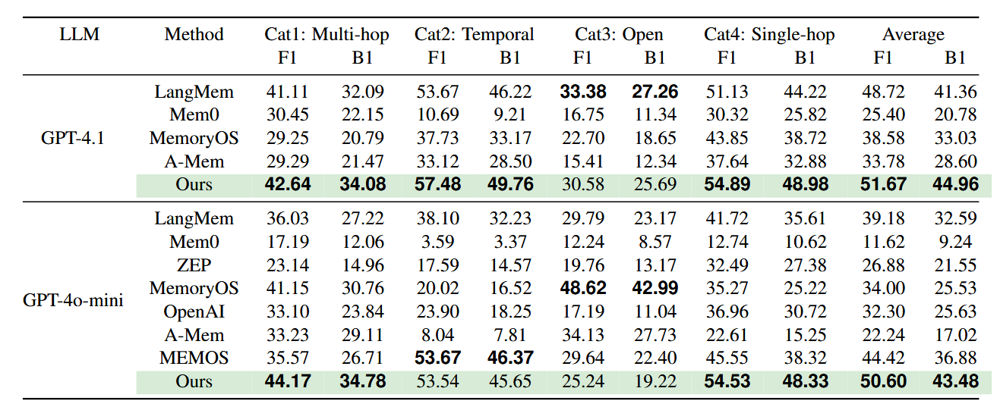 LLM Method Cat1: Multi-hop Cat2: Temporal Cat3: Open Cat4: Single-hop Average
F1 B1 F1 B1 F1 B1 F1 B1 F1 B1
LangMem 41.11 32.09 53.67 46.22 33.38 27.26 51.13 44.22 48.72 41.36
Mem0 30.45 22.15 10.69 9.21 16.75 11.34 30.32 25.82 25.40 20.78
GPT-4.1 MemoryOS 29.25 20.79 37.73 33.17 22.70 18.65 43.85 38.72 38.58 33.03
A-Mem 29.29 21.47 33.12 28.50 15.41 12.34 37.64 32.88 33.78 28.60
Ours 42.64 34.08 57.48 49.76 30.58 25.69 54.89 48.98 51.67 44.96
LangMem 36.03 27.22 38.10 32.23 29.79 23.17 41.72 35.61 39.18 32.59
Mem0 17.19 12.06 3.59 3.37 12.24 8.57 12.74 10.62 11.62 9.24
ZEP 23.14 14.96 17.59 14.57 19.76 13.17 32.49 27.38 26.88 21.55
MemoryOS 41.15 30.76 20.02 16.52 48.62 42.99 35.27 25.22 34.00 25.53
GPT-4o-mini
OpenAI 33.10 23.84 23.90 18.25 17.19 11.04 36.96 30.72 32.30 25.63
A-Mem 33.23 29.11 8.04 7.81 34.13 27.73 22.61 15.25 22.24 17.02
MEMOS 35.57 26.71 53.67 46.37 29.64 22.40 45.55 38.32 44.42 36.88
Ours 44.17 34.78 53.54 45.65 25.24 19.22 54.53 48.33 50.60 43.48